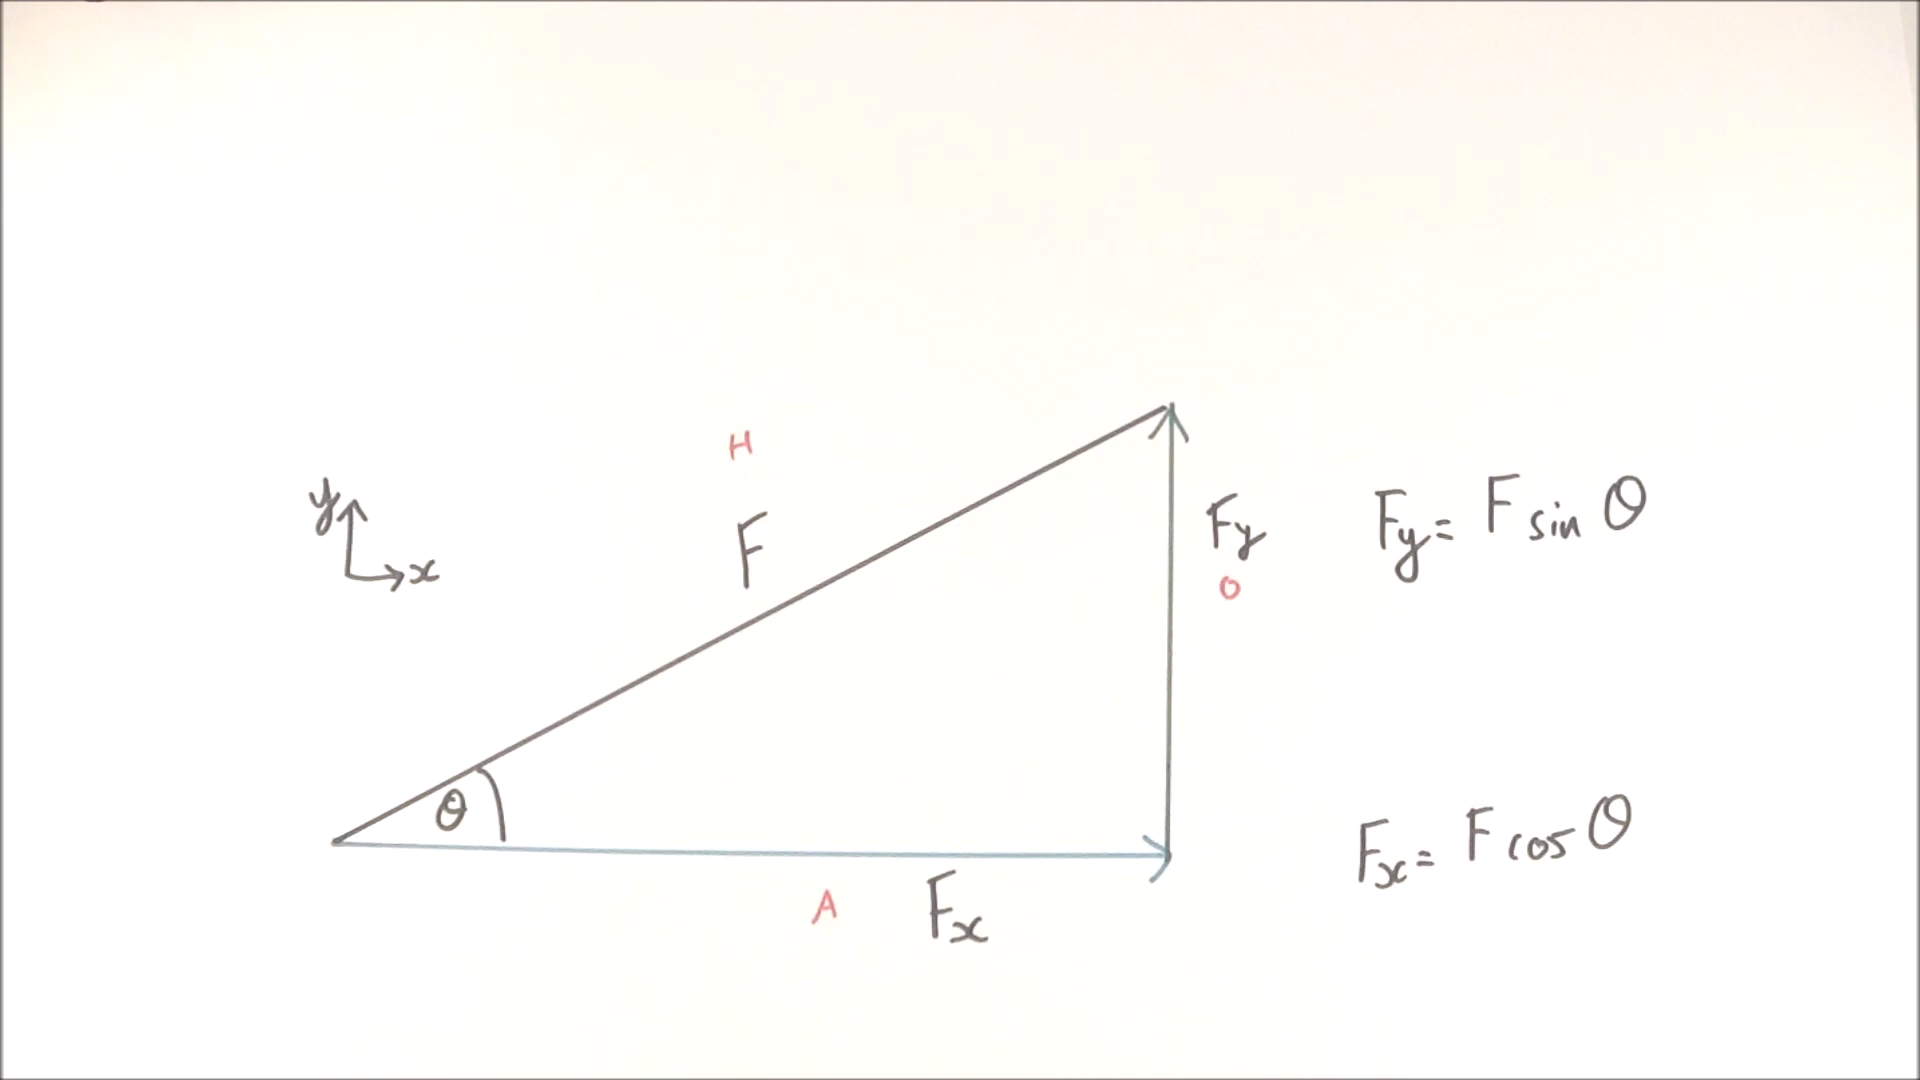 H
F
y
x
Fy
O
Fy = F sin θ
θ
A
Fx
Fx = F cos θ